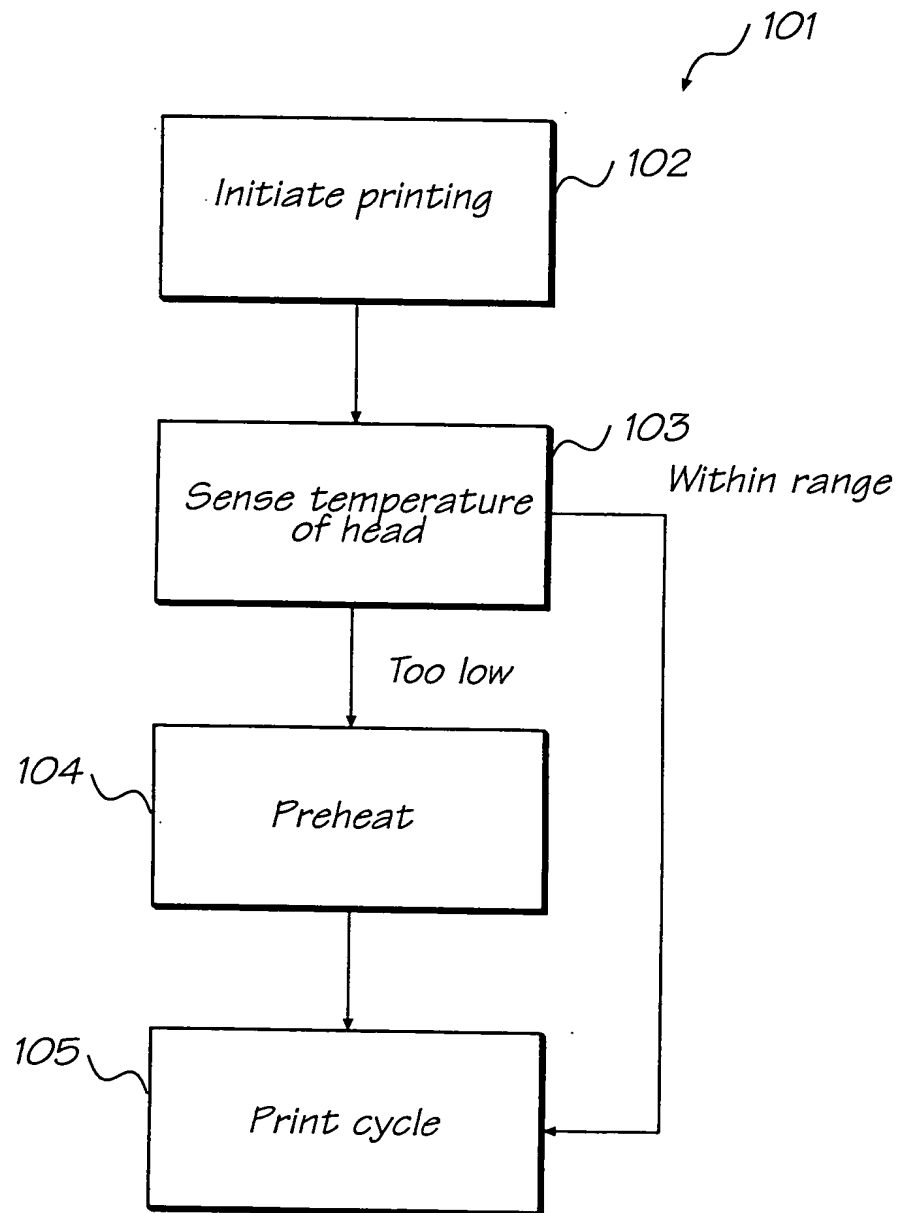 101
Initiate printing
102
103
Within range
Sense temperature
of head
Too low
104
Preheat
105
Print cycle